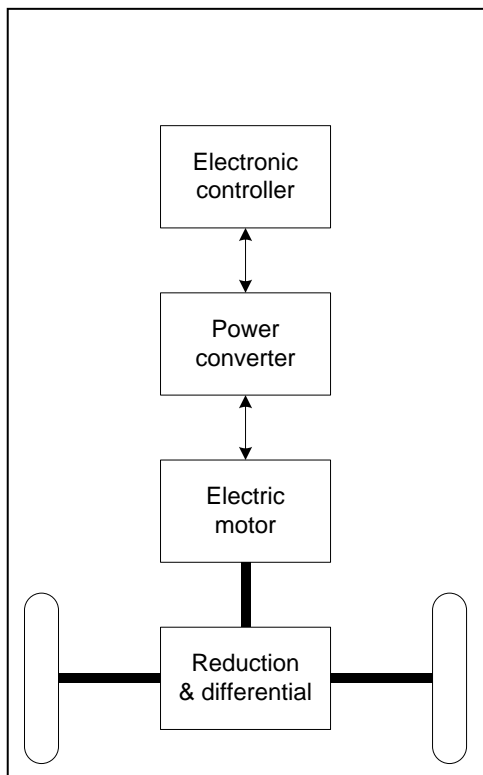 Electronic
controller
Power
converter
Electric
motor
Reduction
& differential